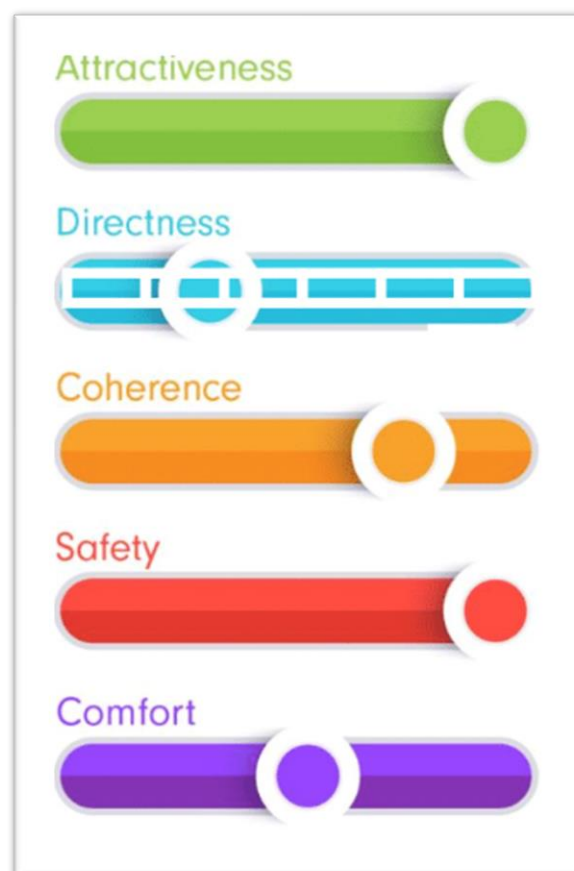 Attractiveness
Directness
Coherence
Safety
Comfort